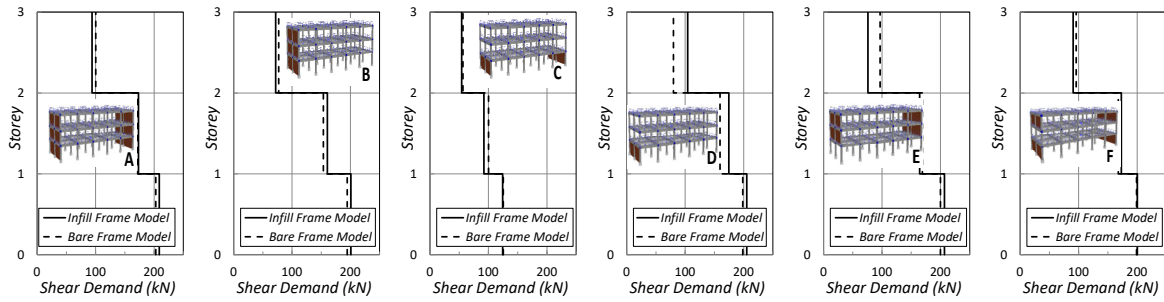 3
2
1
0
Storey
A
Infill Frame Model
Bare Frame Model
0 100 200
Shear Demand (kN)
3
2
1
0
Storey
B
Infill Frame Model
Bare Frame Model
0 100 200
Shear Demand (kN)
3
2
1
0
Storey
C
Infill Frame Model
Bare Frame Model
0 100 200
Shear Demand (kN)
3
2
1
0
Storey
D
Infill Frame Model
Bare Frame Model
0 100 200
Shear Demand (kN)
3
2
1
0
Storey
E
Infill Frame Model
Bare Frame Model
0 100 200
Shear Demand (kN)
3
2
1
0
Storey
F
Infill Frame Model
Bare Frame Model
0 100 200
Shear Demand (kN)